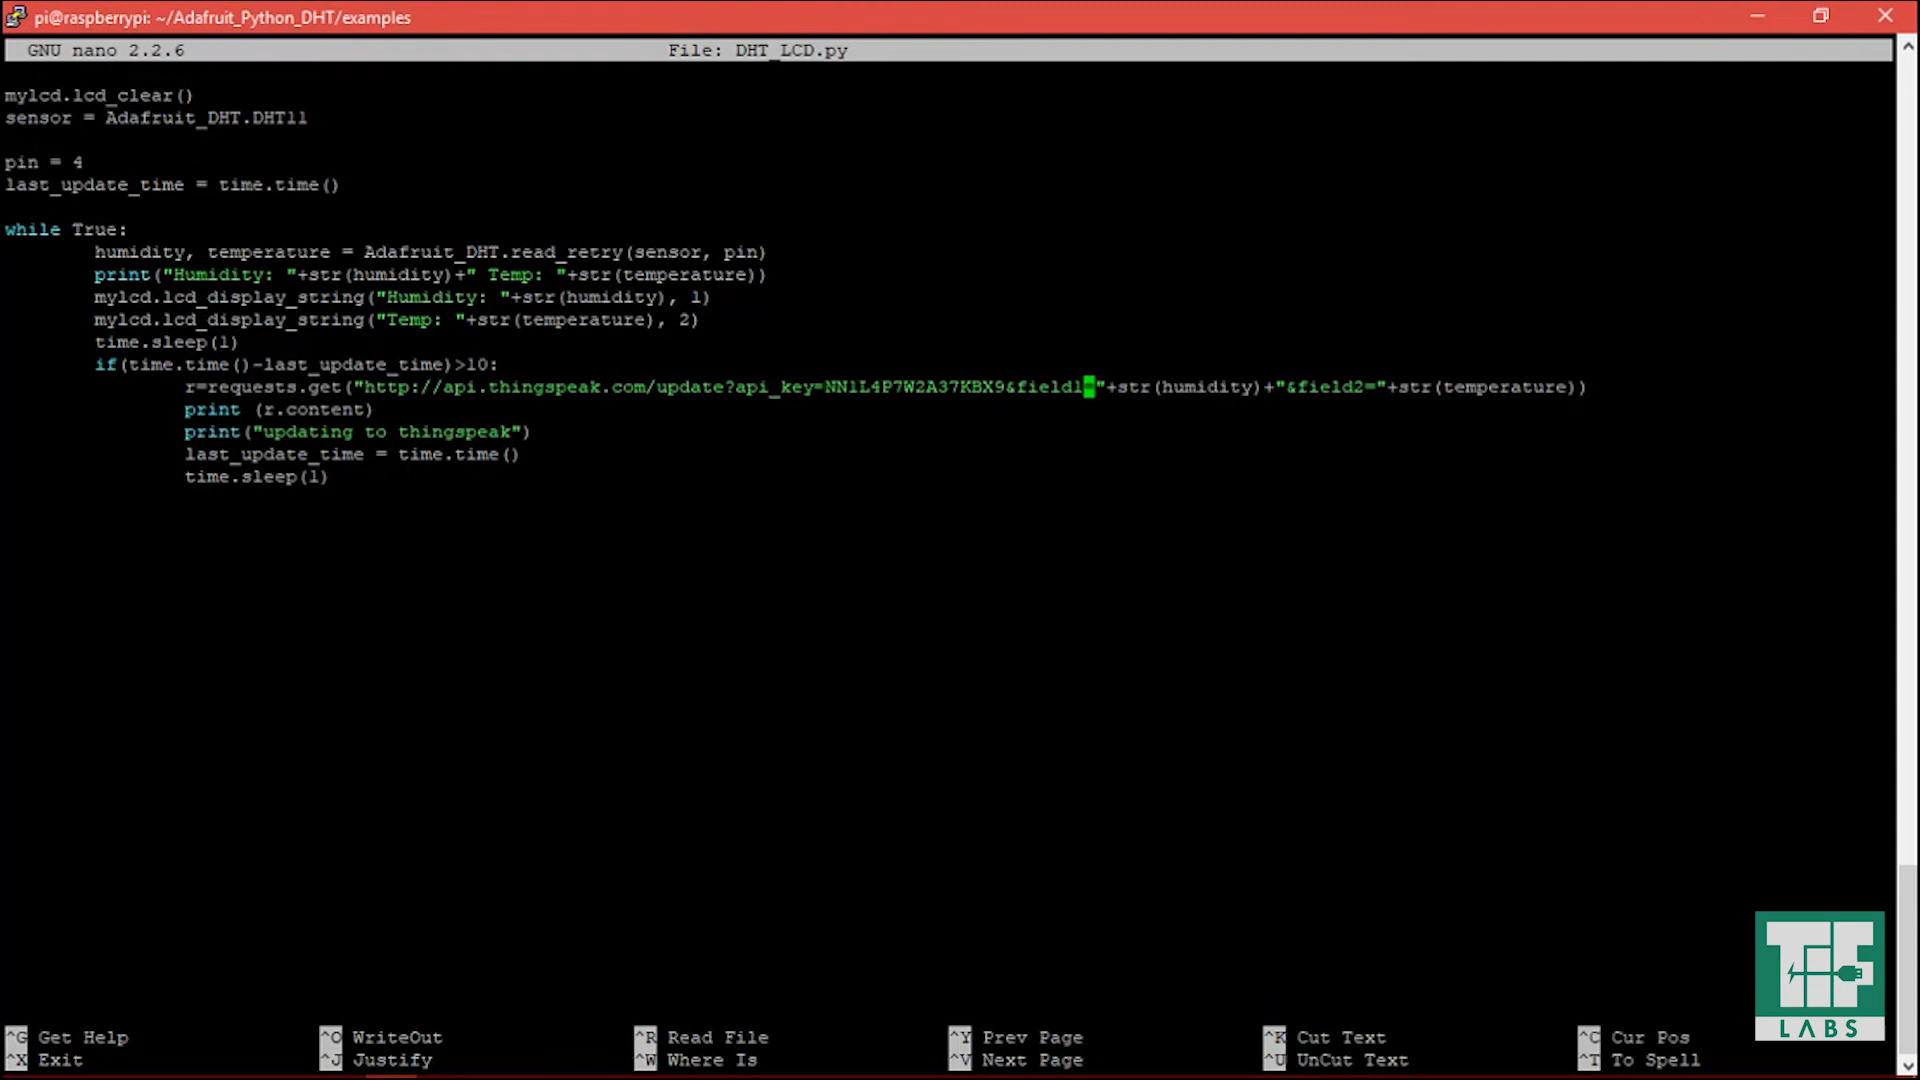 pi@raspberrypi: ~/Adafruit_Python_DHT/examples
GNU nano 2.2.6 File: DHT_LCD.py
mylcd.lcd_clear()
sensor = Adafruit_DHT.DHT11
pin = 4
last_update_time = time.time()
while True:
humidity, temperature = Adafruit_DHT.read_retry(sensor, pin)
print("Humidity: "+str(humidity)+" Temp: "+str(temperature))
mylcd.lcd_display_string("Humidity: "+str(humidity), 1)
mylcd.lcd_display_string("Temp: "+str(temperature), 2)
time.sleep(1)
if(time.time()-last_update_time)>10:
r=requests.get("http://api.thingspeak.com/update?api_key=NN1L4P7W2A37KBX9&field1="+str(humidity)+"&field2="+str(temperature))
print (r.content)
print("updating to thingspeak")
last_update_time = time.time()
time.sleep(1)
TIF
LABS
^G Get Help ^O WriteOut ^R Read File ^Y Prev Page ^K Cut Text ^C Cur Pos
^X Exit ^J Justify ^W Where Is ^V Next Page ^U UnCut Text ^T To Spell